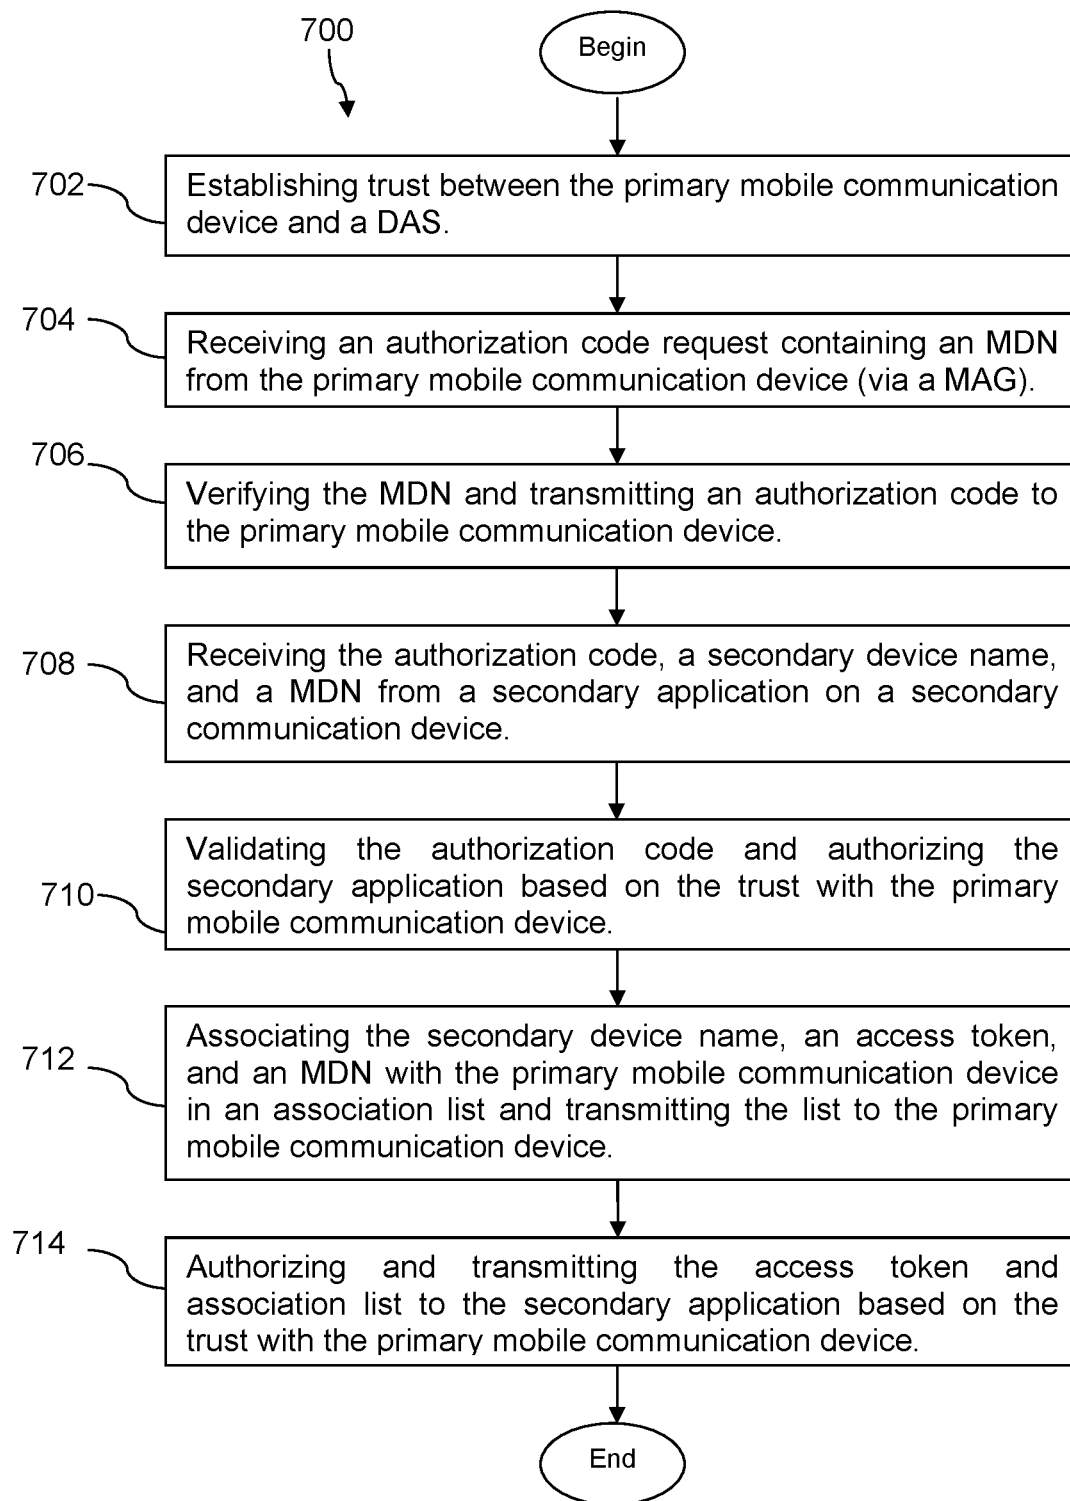 700
Begin
702
Establishing trust between the primary mobile communication
device and a DAS.
704
Receiving an authorization code request containing an MDN
from the primary mobile communication device (via a MAG).
706
Verifying the MDN and transmitting an authorization code to
the primary mobile communication device.
708
Receiving the authorization code, a secondary device name,
and a MDN from a secondary application on a secondary
communication device.
710
Validating the authorization code and authorizing the
secondary application based on the trust with the primary
mobile communication device.
712
Associating the secondary device name, an access token,
and an MDN with the primary mobile communication device
in an association list and transmitting the list to the primary
mobile communication device.
714
Authorizing and transmitting the access token and
association list to the secondary application based on the
trust with the primary mobile communication device.
End